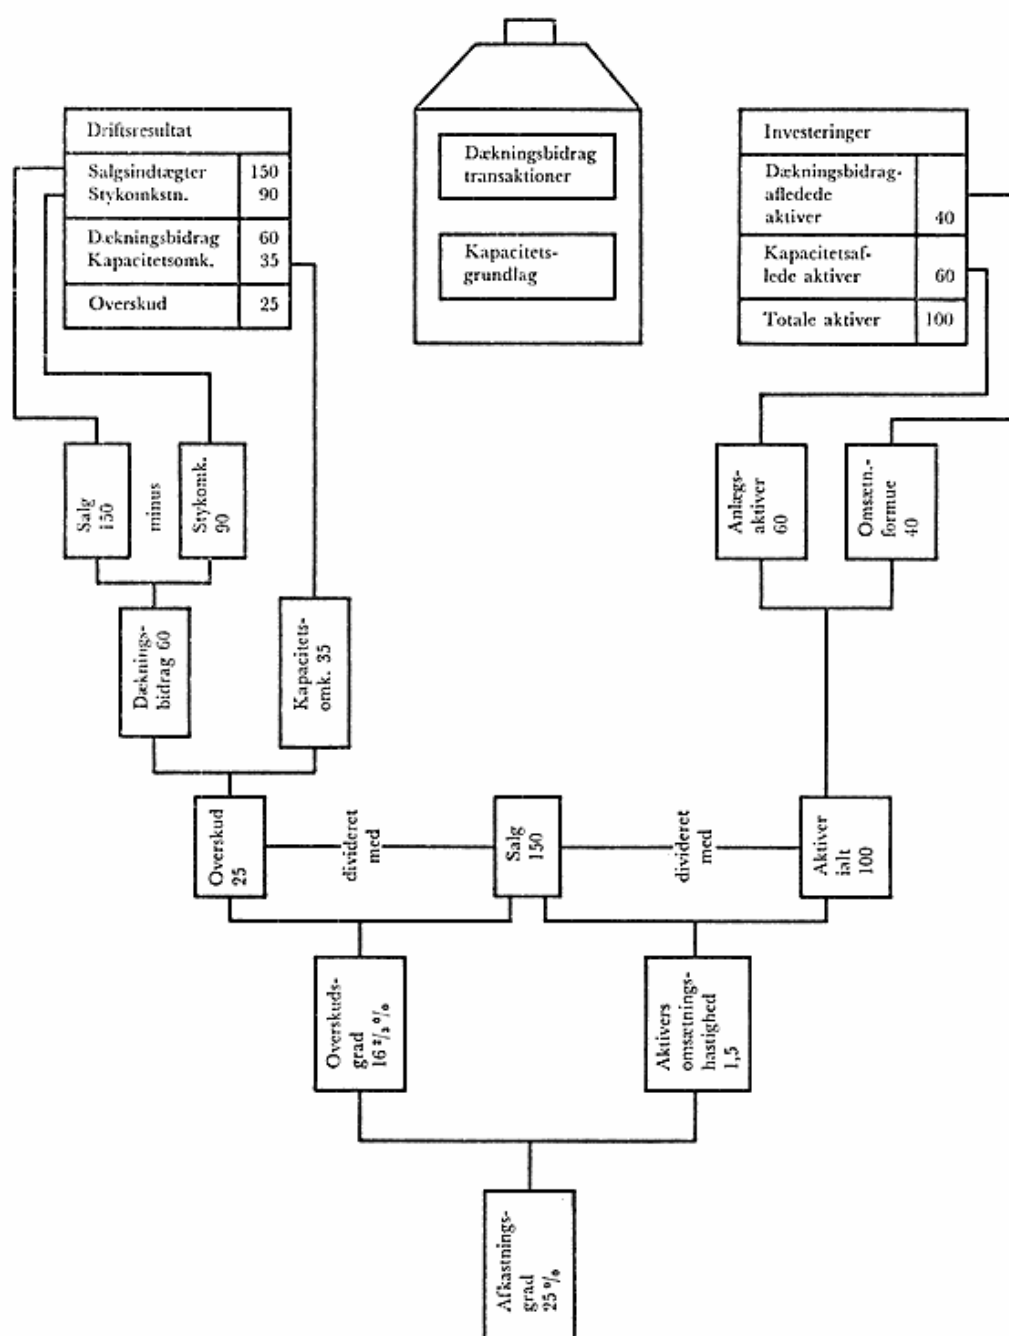 Driftsresultat
Salgsindtægter 150
Stykomkstn. 90
Dækningsbidrag 60
Kapacitetsomk. 35
Overskud 25
Dækningsbidrag
transaktioner
Kapacitets-
grundlag
Investeringer
Dækningsbidrag-
afledede
aktiver 40
Kapacitetsaf-
lede aktiver 60
Totale aktiver 100
Salg
150
minus
Stykomk.
90
Anlægs-
aktiver
60
Omsætn.-
formue
40
Dæknings-
bidrag 60
Kapacitets-
omk. 35
Overskud
25
divideret
med
Salg
150
divideret
med
Aktiver
ialt
100
Overskuds-
grad
16 2/3 %
Aktivers
omsætnings-
hastighed
1,5
Afkastnings-
grad
25 %